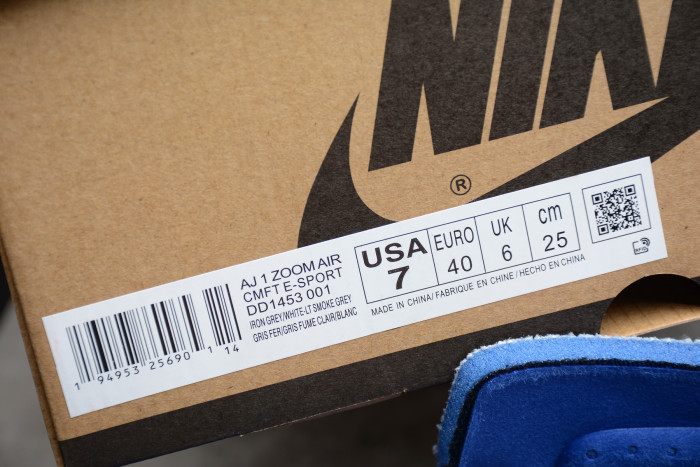 NIKE
®
AJ 1 ZOOM AIR
CMFT E-SPORT
DD1453 001
IRON GREY/WHITE-LT SMOKE GREY
GRIS FER/GRIS FUME CLAIR/BLANC
1 94953 25690 1 14
USA
7
EURO
40
UK
6
cm
25
MADE IN CHINA/FABRIQUE EN CHINE/HECHO EN CHINA
RFID